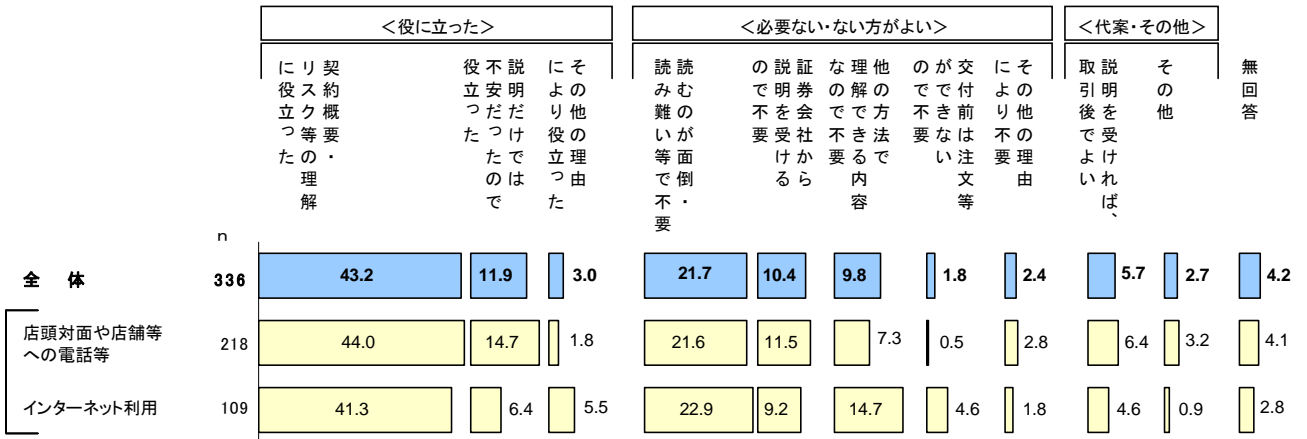 ＜役に立った＞
＜必要ない・ない方がよい＞
＜代案・その他＞
契約概要・
リスク等の理解
に役立った
説明だけでは
不安だったので
役立った
その他の理由
により役立った
読むのが面倒・
読み難い等で不要
証券会社から
説明を受ける
ので不要
他の方法で
理解できる内容
なので不要
交付前は注文等
ができない
ので不要
その他の理由
により不要
説明を受ければ、
取引後でよい
その他
無回答
n
全 体 336 43.2 11.9 3.0 21.7 10.4 9.8 1.8 2.4 5.7 2.7 4.2
店頭対面や店舗等
への電話等
218 44.0 14.7 1.8 21.6 11.5 7.3 0.5 2.8 6.4 3.2 4.1
インターネット利用 109 41.3 6.4 5.5 22.9 9.2 14.7 4.6 1.8 4.6 0.9 2.8